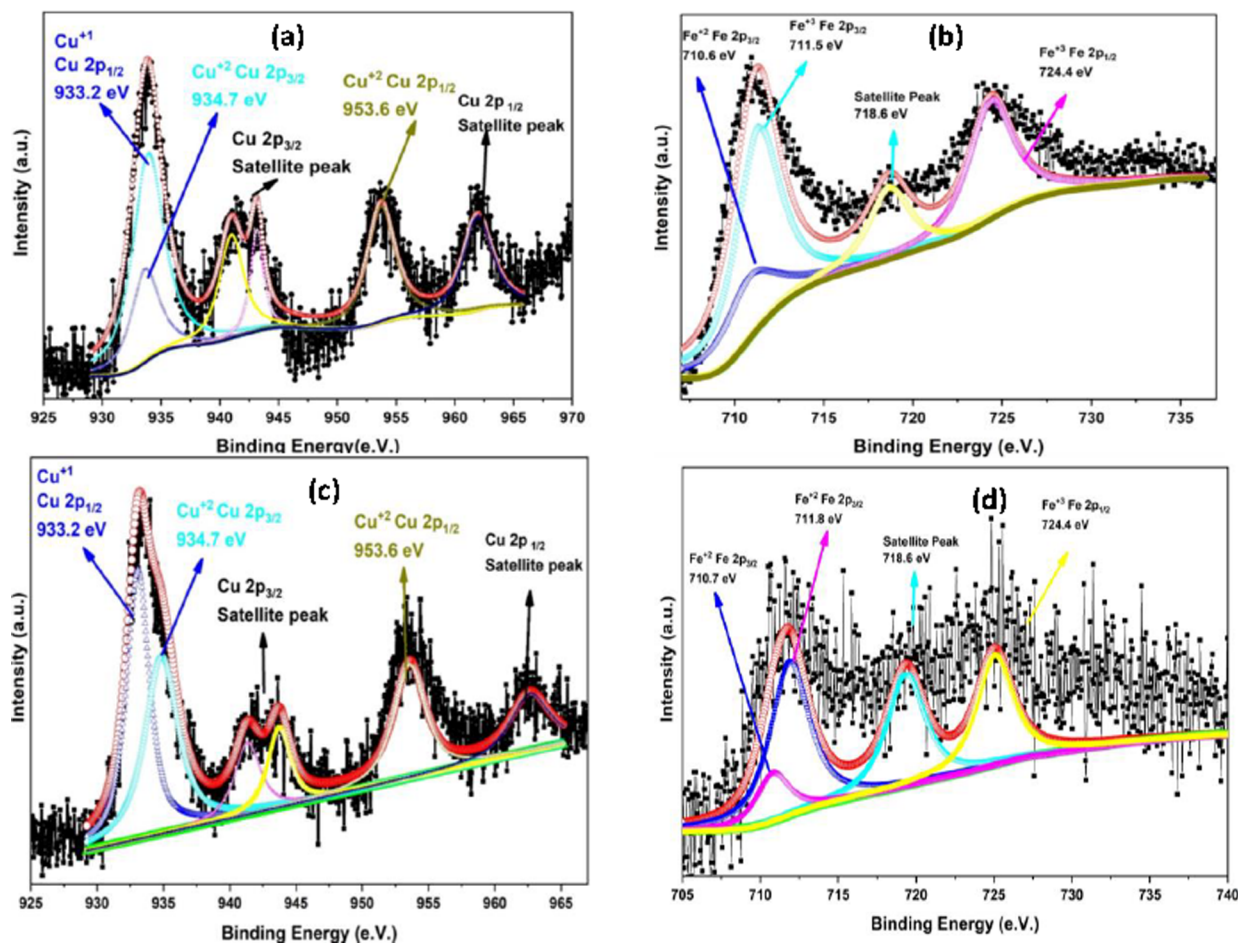 (a)
Cu+1
Cu 2p1/2
933.2 eV
Cu+2 Cu 2p3/2
934.7 eV
Cu 2p3/2
Satellite peak
Cu+2 Cu 2p1/2
953.6 eV
Cu 2p 1/2
Satellite peak
Intensity (a.u.)
925 930 935 940 945 950 955 960 965 970
Binding Energy(e.V.)
(b)
Fe+2 Fe 2p3/2
710.6 eV
Fe+3 Fe 2p3/2
711.5 eV
Satellite Peak
718.6 eV
Fe+3 Fe 2p1/2
724.4 eV
Intensity (a.u.)
710 715 720 725 730 735
Binding Energy (e.V.)
(c)
Cu+1
Cu 2p1/2
933.2 eV
Cu+2 Cu 2p3/2
934.7 eV
Cu 2p3/2
Satellite peak
Cu+2 Cu 2p1/2
953.6 eV
Cu 2p 1/2
Satellite peak
Intensity (a.u.)
925 930 935 940 945 950 955 960 965
Binding Energy (e.V.)
(d)
Fe+2 Fe 2p3/2
710.7 eV
Fe+2 Fe 2p3/2
711.8 eV
Satellite Peak
718.6 eV
Fe+3 Fe 2p1/2
724.4 eV
Intensity (a.u.)
705 710 715 720 725 730 735 740
Binding Energy (e.V.)